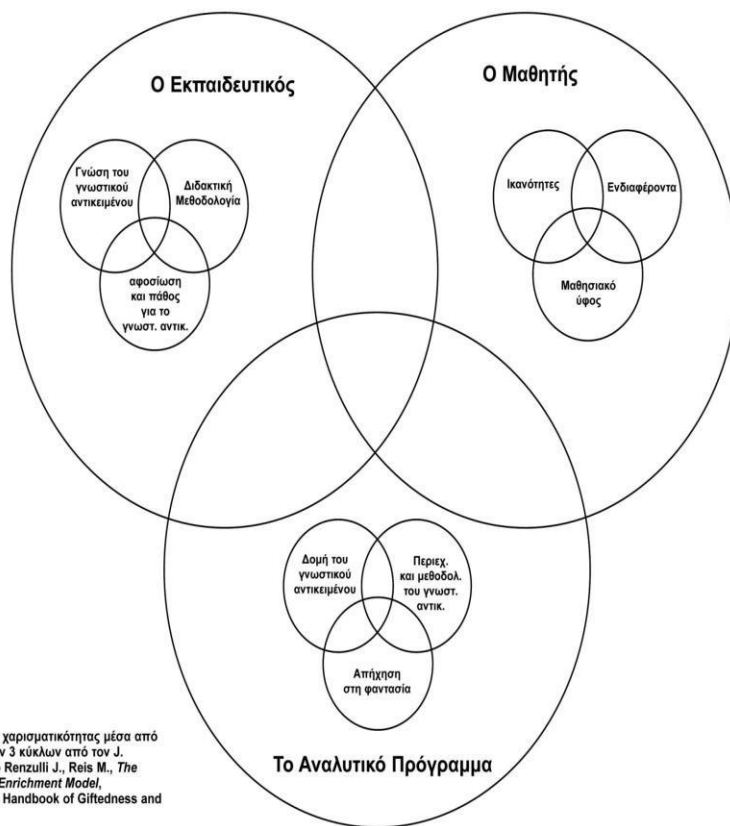 Ο Εκπαιδευτικός
Γνώση του
γνωστικού
αντικειμένου
Διδακτική
Μεθοδολογία
αφοσίωση
και πάθος
για το
γνωστ. αντικ.
Ο Μαθητής
Ικανότητες
Ενδιαφέροντα
Μαθησιακό
ύφος
Δομή του
γνωστικού
αντικειμένου
Περιεχ.
και μεθοδολ.
του γνωστ.
αντικ.
Απήχηση
στη φαντασία
Το Αναλυτικό Πρόγραμμα
χαρισματικότητας μέσα από
ν 3 κύκλων από τον J.
Renzulli J., Reis M., The
Enrichment Model,
Handbook of Giftedness and